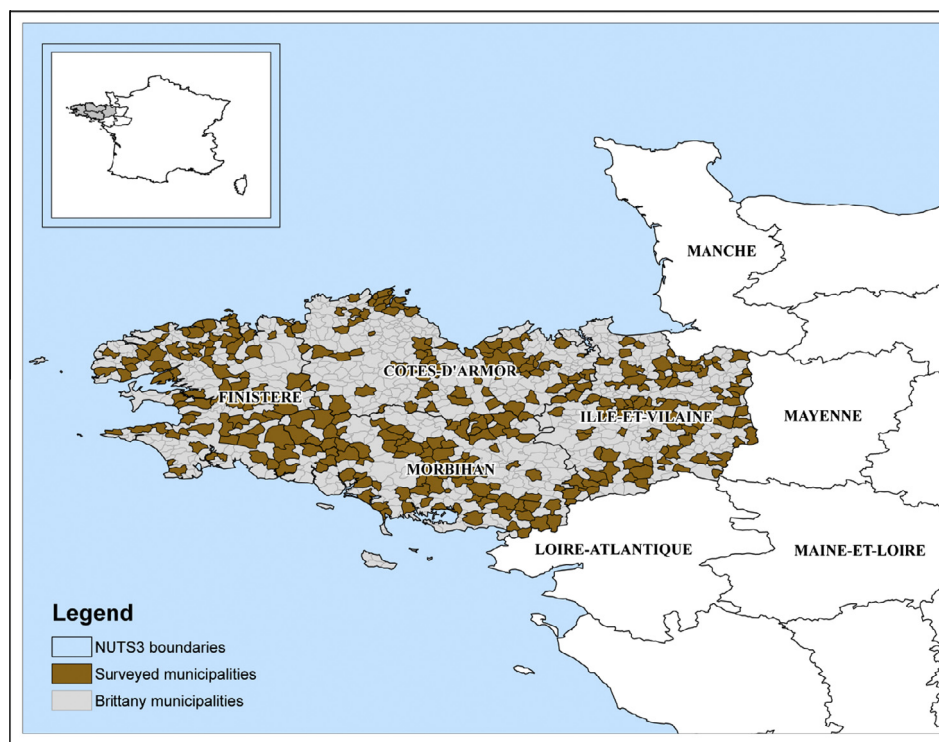 MANCHE
COTES-D'ARMOR
FINISTERE
ILLE-ET-VILAINE
MAYENNE
MORBIHAN
LOIRE-ATLANTIQUE
MAINE-ET-LOIRE
Legend
NUTS3 boundaries
Surveyed municipalities
Brittany municipalities